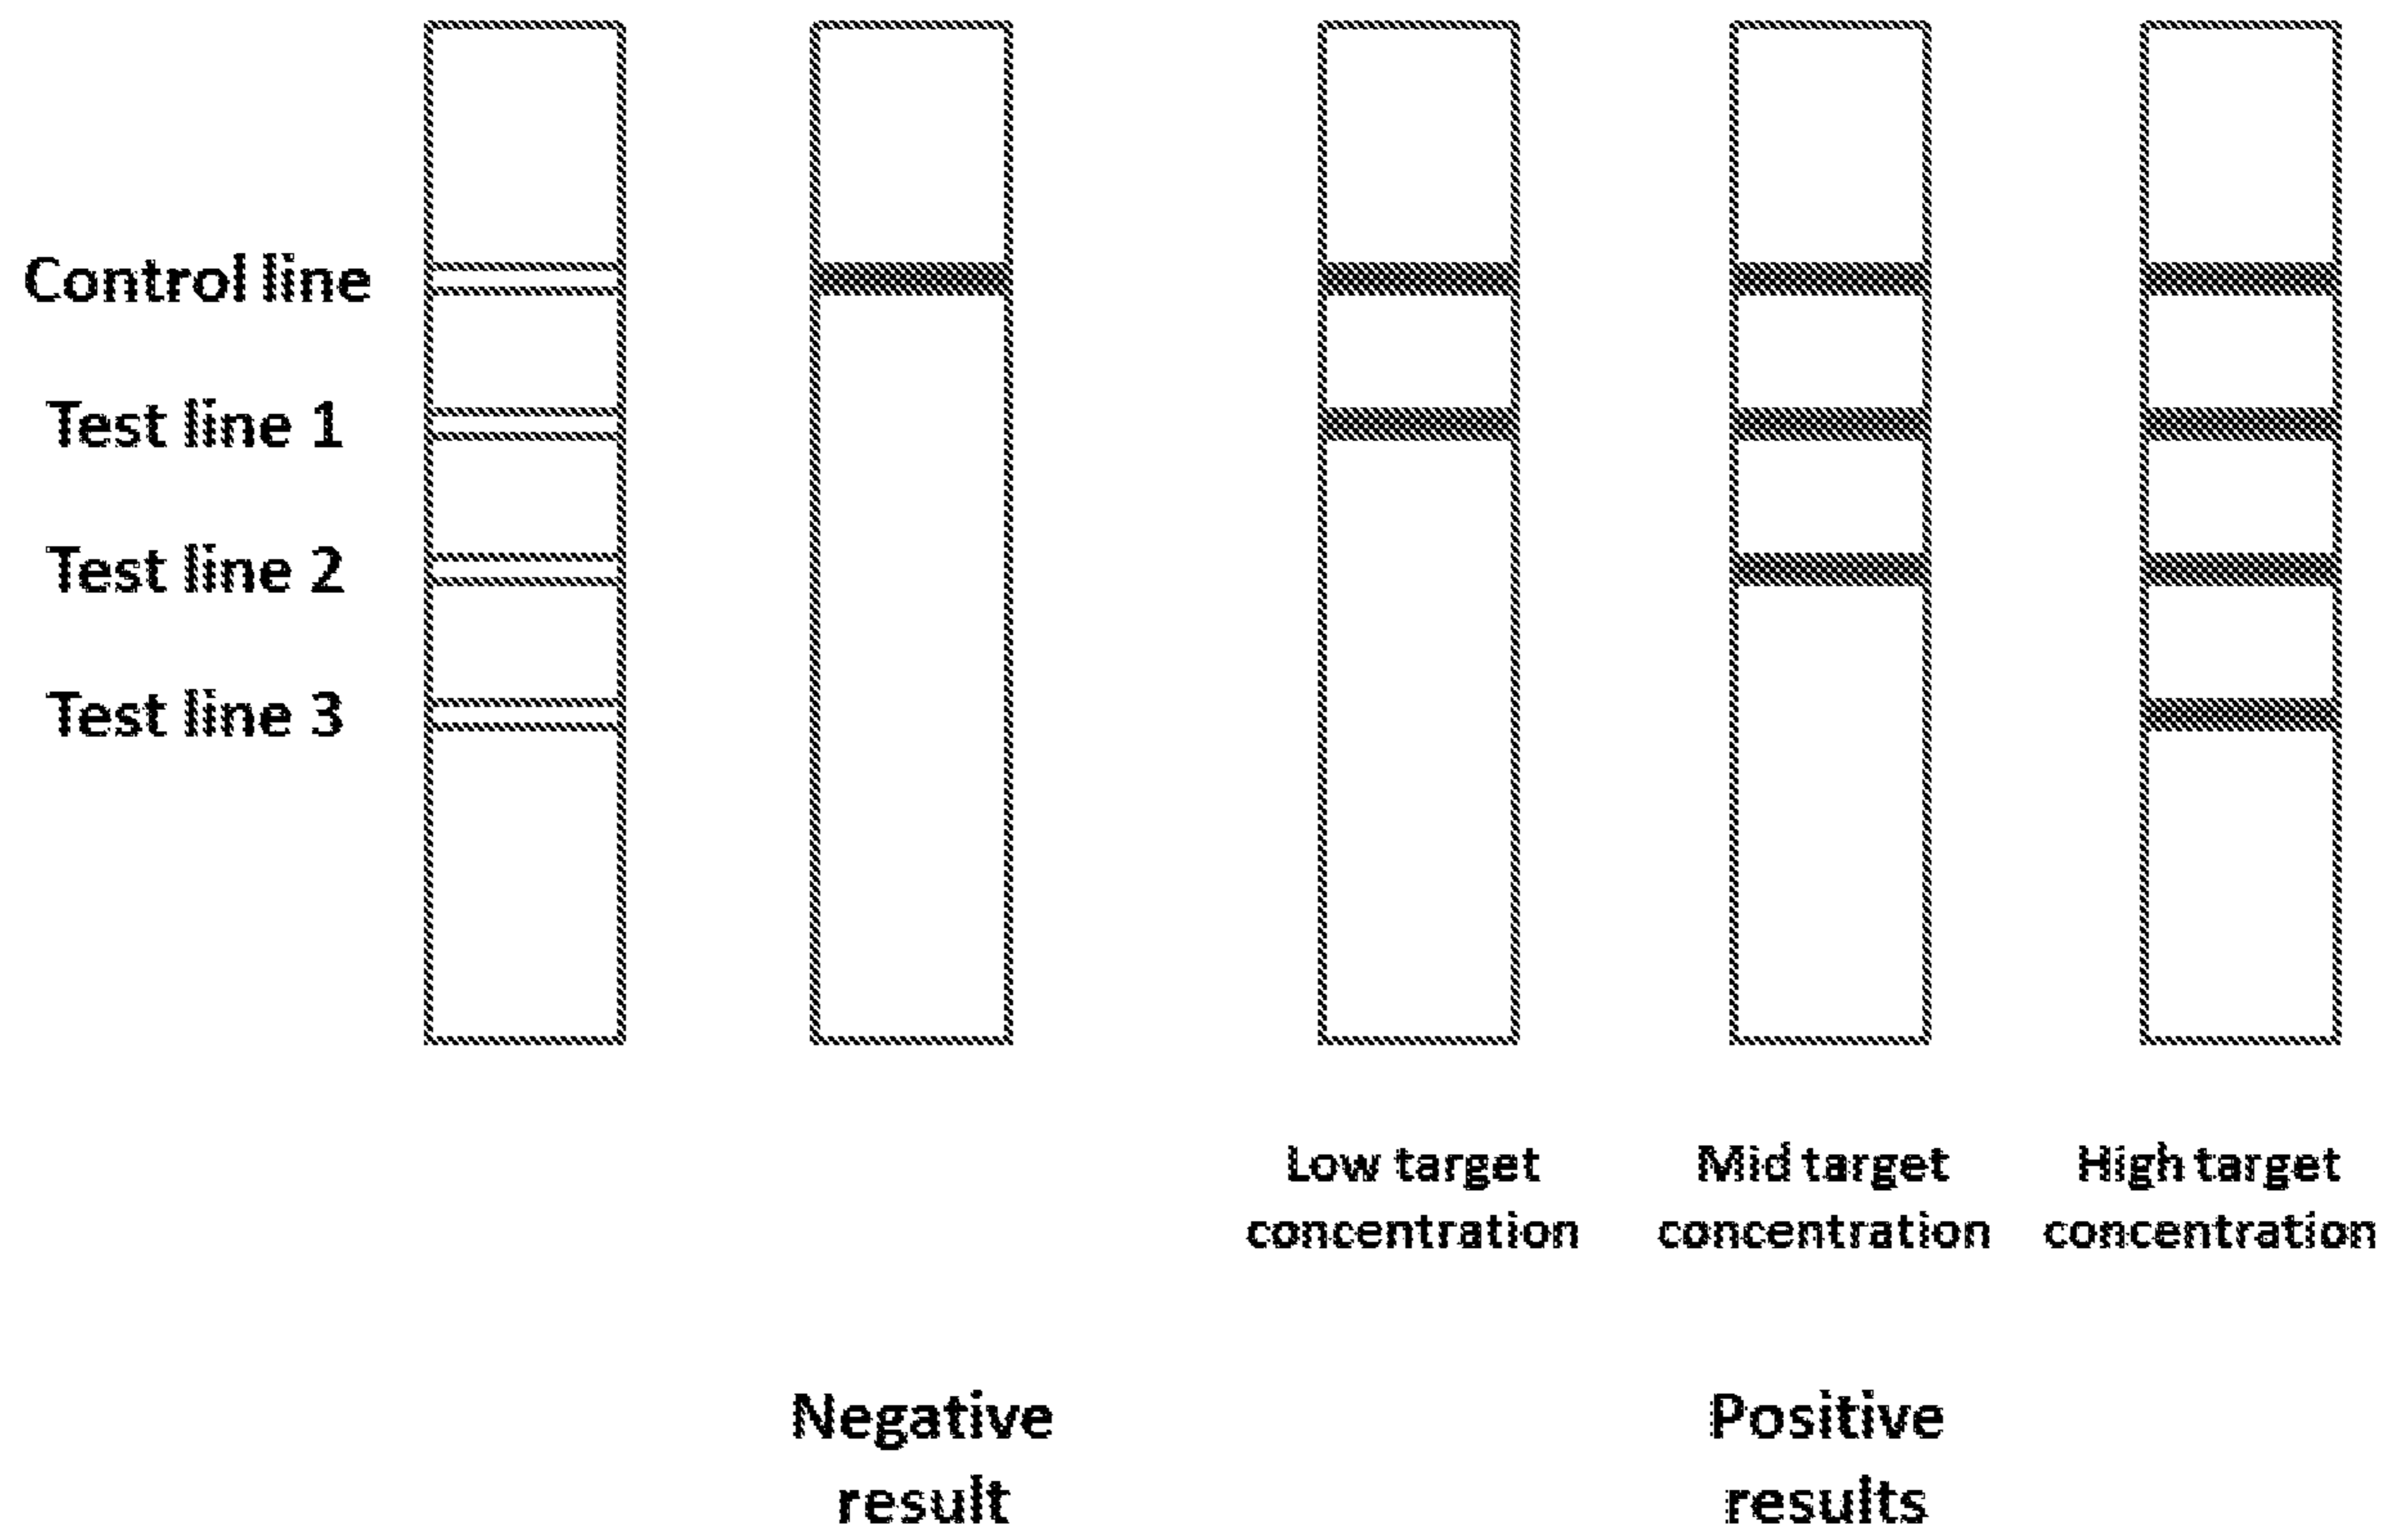 Control line
Test line 1
Test line 2
Test line 3
Low target
concentration
Mid target
concentration
High target
concentration
Negative
result
Positive
results